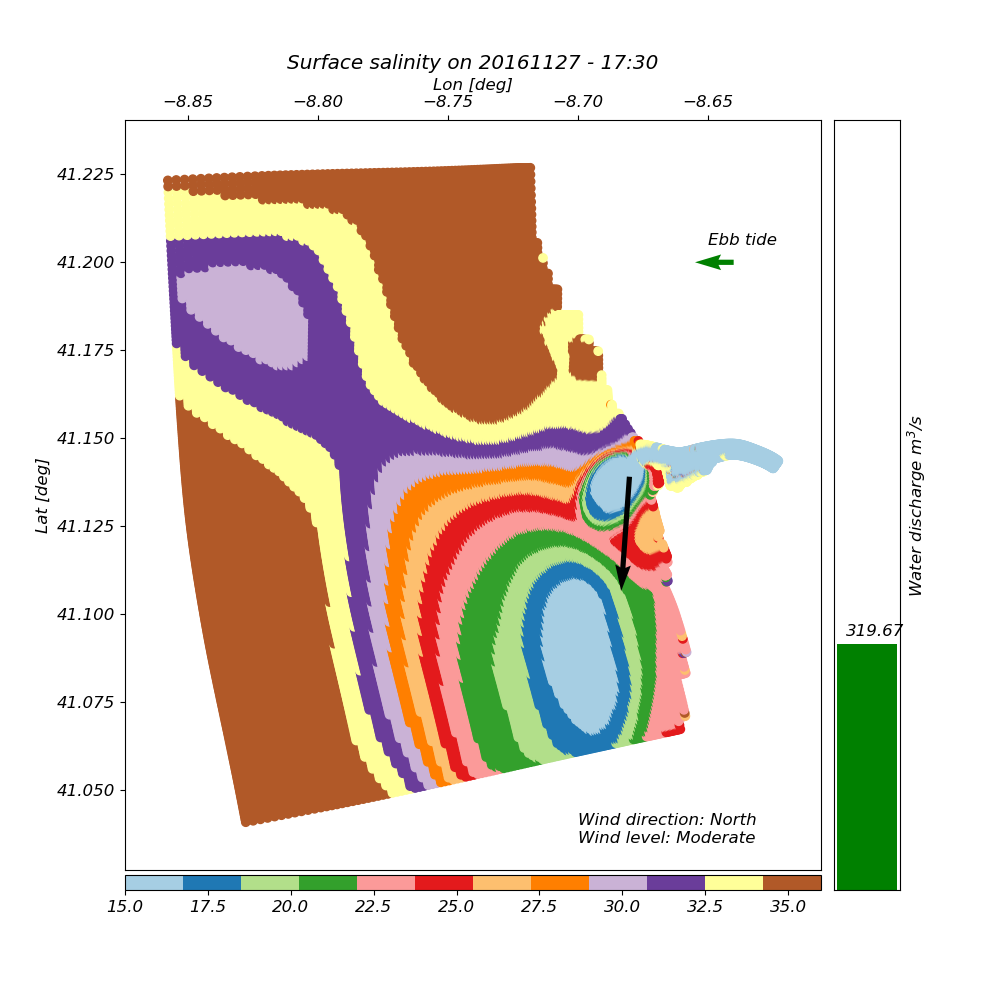 Surface salinity on 20161127 - 17:30
Lon [deg]
−8.85 −8.80 −8.75 −8.70 −8.65
41.225
41.200
41.175
41.150
41.125
41.100
41.075
41.050
Lat [deg]
Ebb tide
Wind direction: North
Wind level: Moderate
15.0 17.5 20.0 22.5 25.0 27.5 30.0 32.5 35.0
319.67
Water discharge m³/s